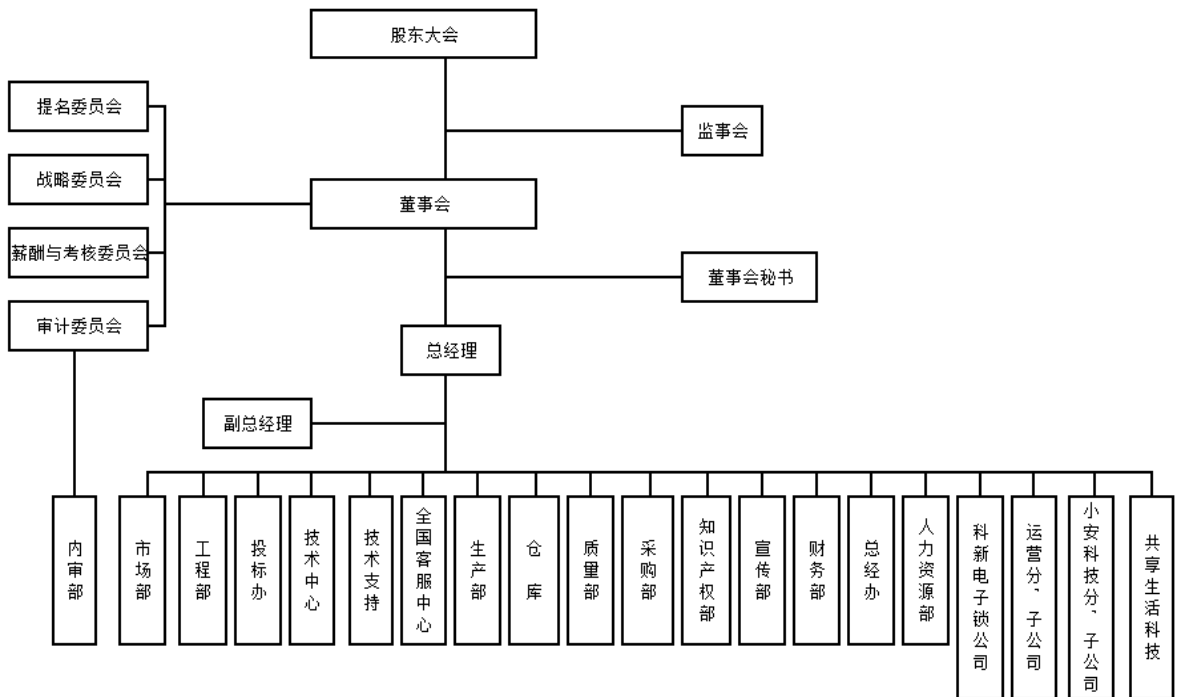 股东大会
提名委员会
监事会
战略委员会
董事会
薪酬与考核委员会
董事会秘书
审计委员会
总经理
副总经理
内审部
市场部
工程部
投标办
技术中心
技术支持
全国客服中心
生产部
仓 库
质量部
采购部
知识产权部
宣传部
财务部
总经办
人力资源部
科新电子锁公司
运营分、子公司
小安科技分、子公司
共享生活科技